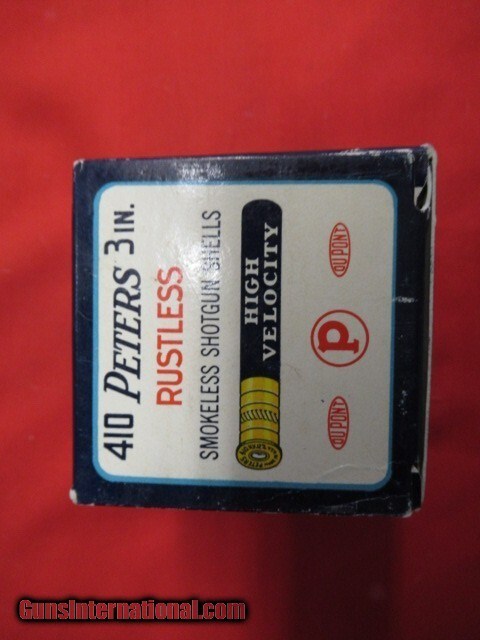 410 PETERS 3 IN.
RUSTLESS
SMOKELESS SHOTGUN SHELLS
HIGH
VELOCITY
DUPONT
P
DUPONT
GunsInternational.com